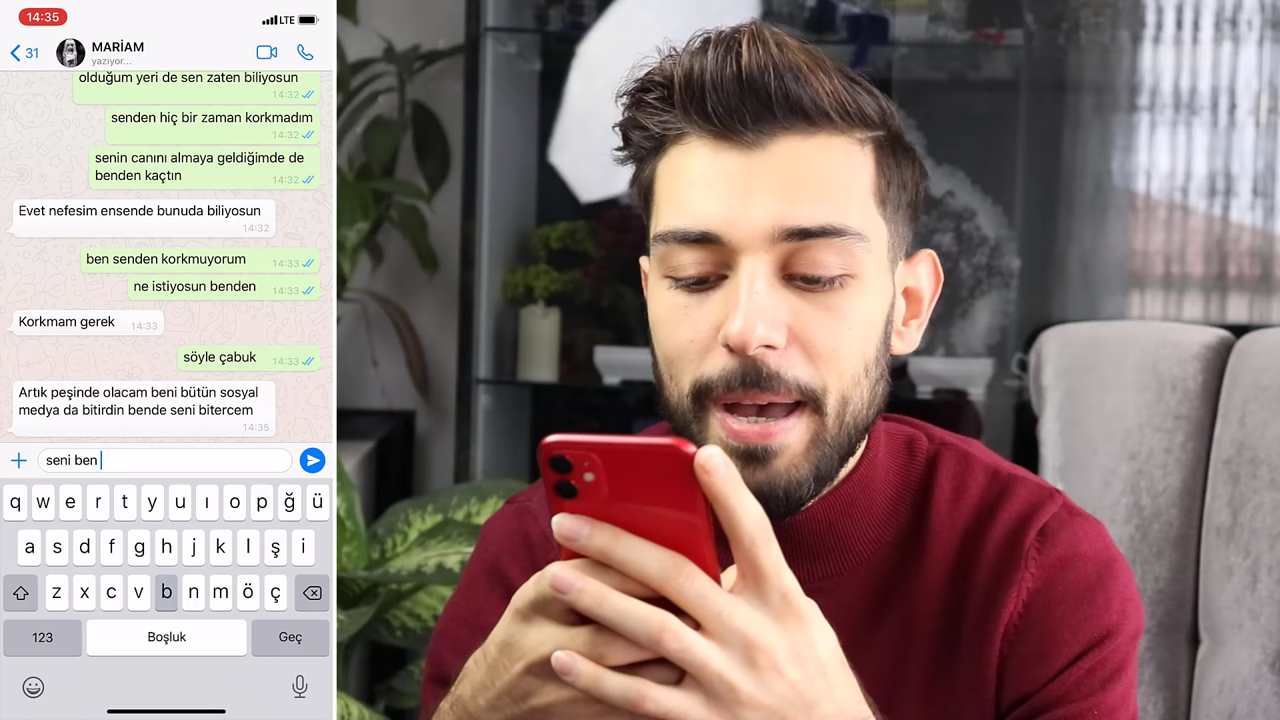 14:35
LTE
31
MARİAM
yazıyor...
olduğum yeri de sen zaten biliyosun
14:32
senden hiç bir zaman korkmadım
14:32
senin canını almaya geldiğimde de
benden kaçtın
14:32
Evet nefesim ensende bunuda biliyosun
14:32
ben senden korkmuyorum
14:33
ne istiyosun benden
14:33
Korkmam gerek
14:33
söyle çabuk
14:33
Artık peşinde olacam beni bütün sosyal
medya da bitirdin bende seni bitercem
14:35
seni ben
q w e r t y u ı o p ğ ü
a s d f g h j k l ş i
z x c v b n m ö ç
123
Boşluk
Geç